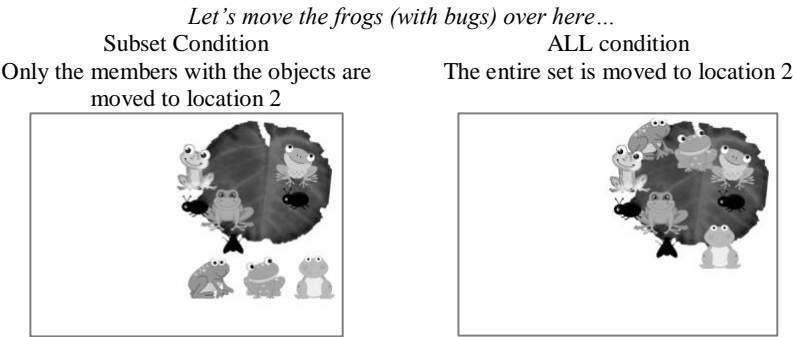 Let’s move the frogs (with bugs) over here…
Subset Condition
Only the members with the objects are
moved to location 2
ALL condition
The entire set is moved to location 2